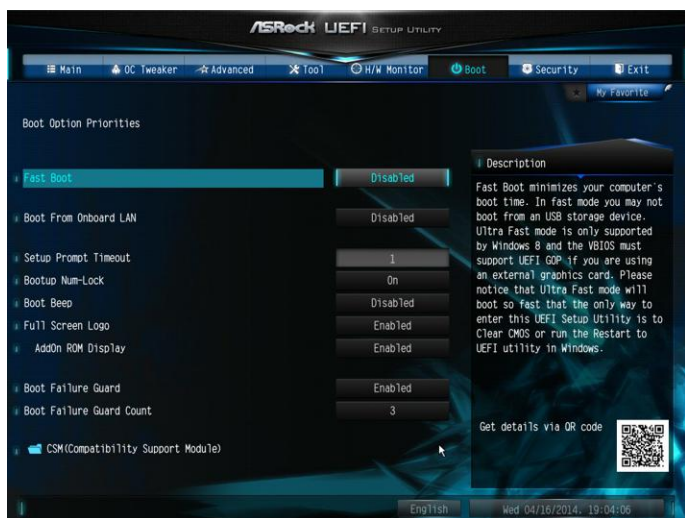 ASRock UEFI SETUP UTILITY
Main OC Tweaker Advanced Tool H/W Monitor Boot Security Exit
My Favorite
Boot Option Priorities
Fast Boot Disabled
Boot From Onboard LAN Disabled
Setup Prompt Timeout 1
Bootup Num-Lock On
Boot Beep Disabled
Full Screen Logo Enabled
AddOn ROM Display Enabled
Boot Failure Guard Enabled
Boot Failure Guard Count 3
CSM(Compatibility Support Module)
Description
Fast Boot minimizes your computer's
boot time. In fast mode you may not
boot from an USB storage device.
Ultra Fast mode is only supported
by Windows 8 and the VBIOS must
support UEFI GOP if you are using
an external graphics card. Please
notice that Ultra Fast mode will
boot so fast that the only way to
enter this UEFI Setup Utility is to
Clear CMOS or run the Restart to
UEFI utility in Windows.
Get details via QR code
English Wed 04/16/2014. 19:04:06